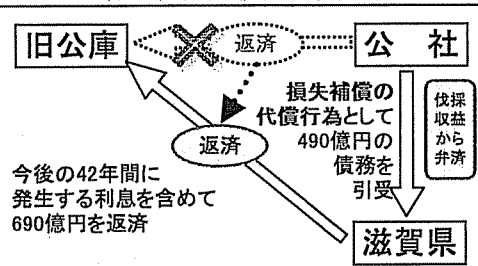 旧公庫
返済
公 社
損失補償の
代償行為として
490億円の
債務を
引受
伐採
収益
から
弁済
返済
今後の42年間に
発生する利息を含めて
690億円を返済
滋賀県